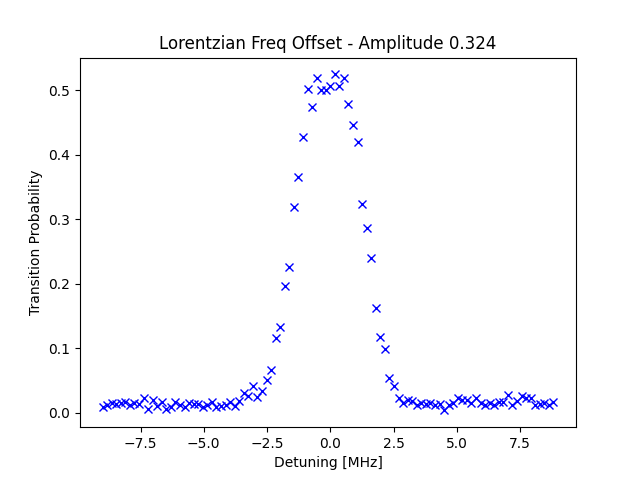 Lorentzian Freq Offset - Amplitude 0.324
Transition Probability
0.5
0.4
0.3
0.2
0.1
0.0
−7.5 −5.0 −2.5 0.0 2.5 5.0 7.5
Detuning [MHz]